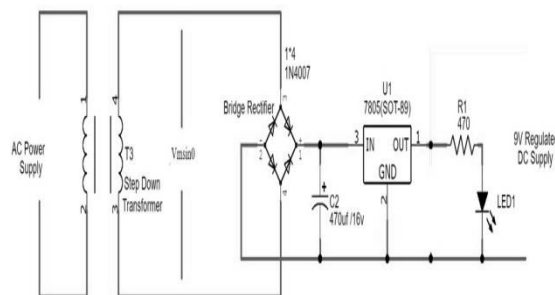 1*4
1N4007
U1
7805(SOT-89)
Bridge Rectifier
R1
470
9V Regulate
DC Supply
AC Power
Supply
1
4
T3
Step Down
Transformer
2
3
Vmsin0
3
-
+
2
1
4
3
IN
OUT
1
GND
2
+
C2
470uf /16v
LED1